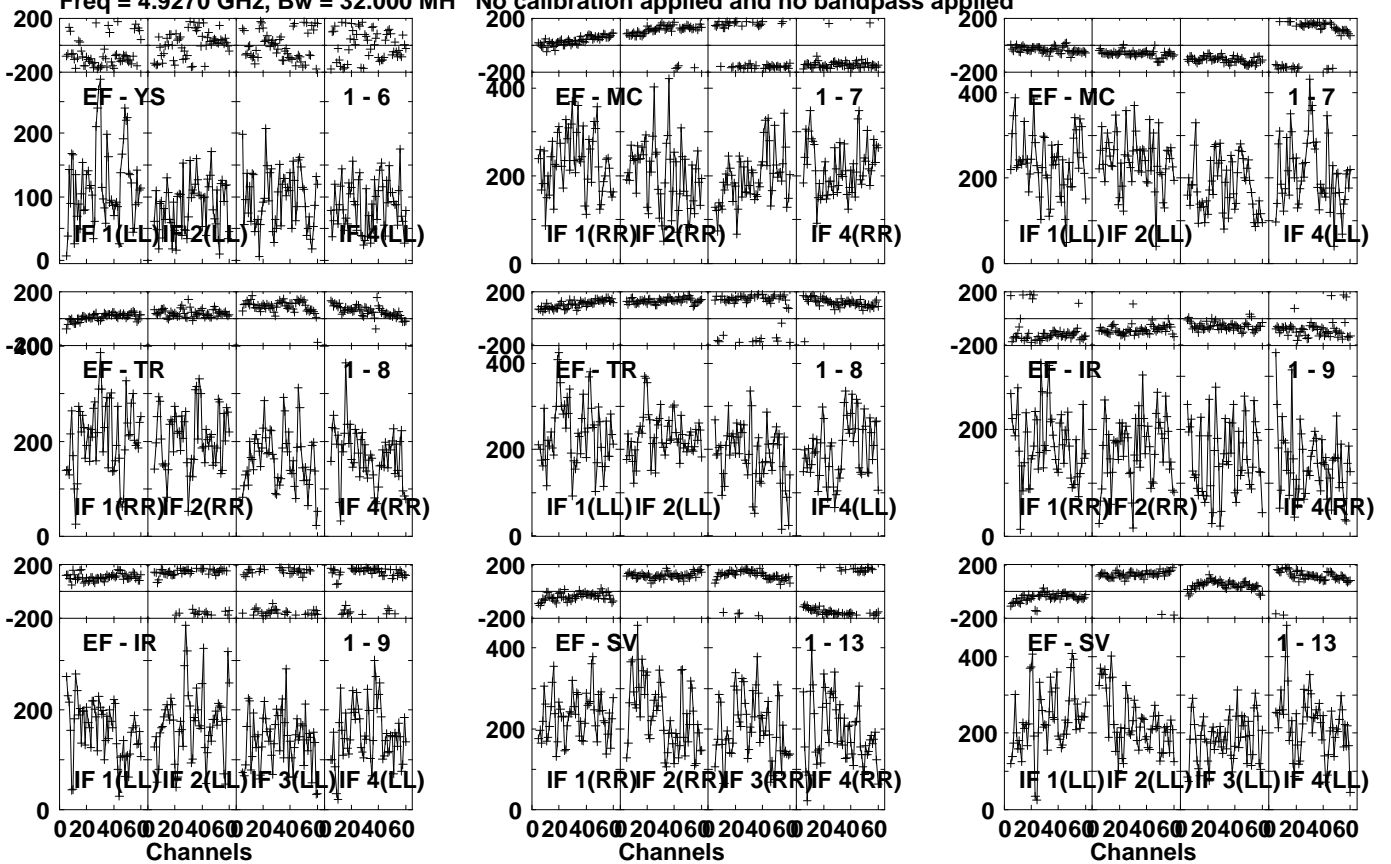 Freq = 4.9270 GHz, Bw = 32.000 MH No calibration applied and no bandpass applied
200
-200
EF - YS 1 - 6
200
100
0
IF 1(LL) IF 2(LL) IF 4(LL)
EF - MC 1 - 7
400
200
0
IF 1(RR) IF 2(RR) IF 4(RR)
200
-200
EF - MC 1 - 7
400
200
0
IF 1(LL) IF 2(LL) IF 4(LL)
200
-200
400
EF - TR 1 - 8
200
0
IF 1(RR) IF 2(RR) IF 4(RR)
200
-200
EF - TR 1 - 8
400
200
0
IF 1(LL) IF 2(LL) IF 4(LL)
200
-200
EF - IR 1 - 9
200
0
IF 1(RR) IF 2(RR) IF 4(RR)
200
-200
EF - IR 1 - 9
200
0
IF 1(LL) IF 2(LL) IF 3(LL) IF 4(LL)
200
-200
EF - SV 1 - 13
400
200
0
IF 1(RR) IF 2(RR) IF 3(RR) IF 4(RR)
200
-200
EF - SV 1 - 13
400
200
0
IF 1(LL) IF 2(LL) IF 3(LL) IF 4(LL)
0 20 40 60 0 20 40 60 0 20 40 60 0 20 40 60
Channels
0 20 40 60 0 20 40 60 0 20 40 60 0 20 40 60
Channels
0 20 40 60 0 20 40 60 0 20 40 60 0 20 40 60
Channels